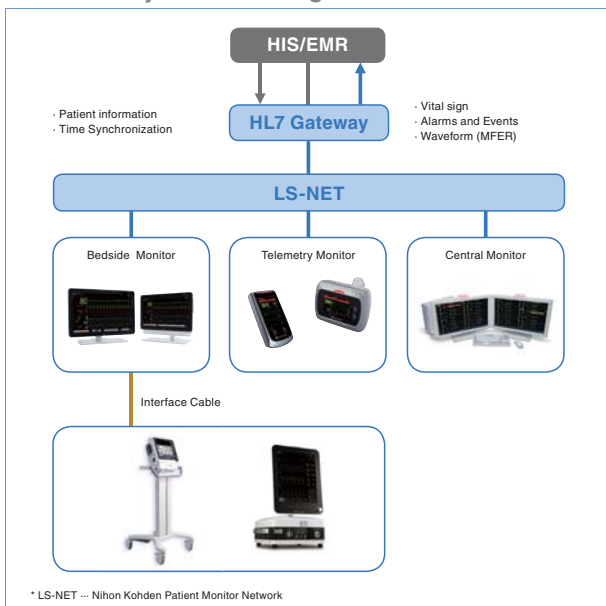 HIS/EMR
· Patient information
· Time Synchronization
HL7 Gateway
· Vital sign
· Alarms and Events
· Waveform (MFER)
LS-NET
Bedside Monitor
Telemetry Monitor
Central Monitor
Interface Cable
* LS-NET ··· Nihon Kohden Patient Monitor Network